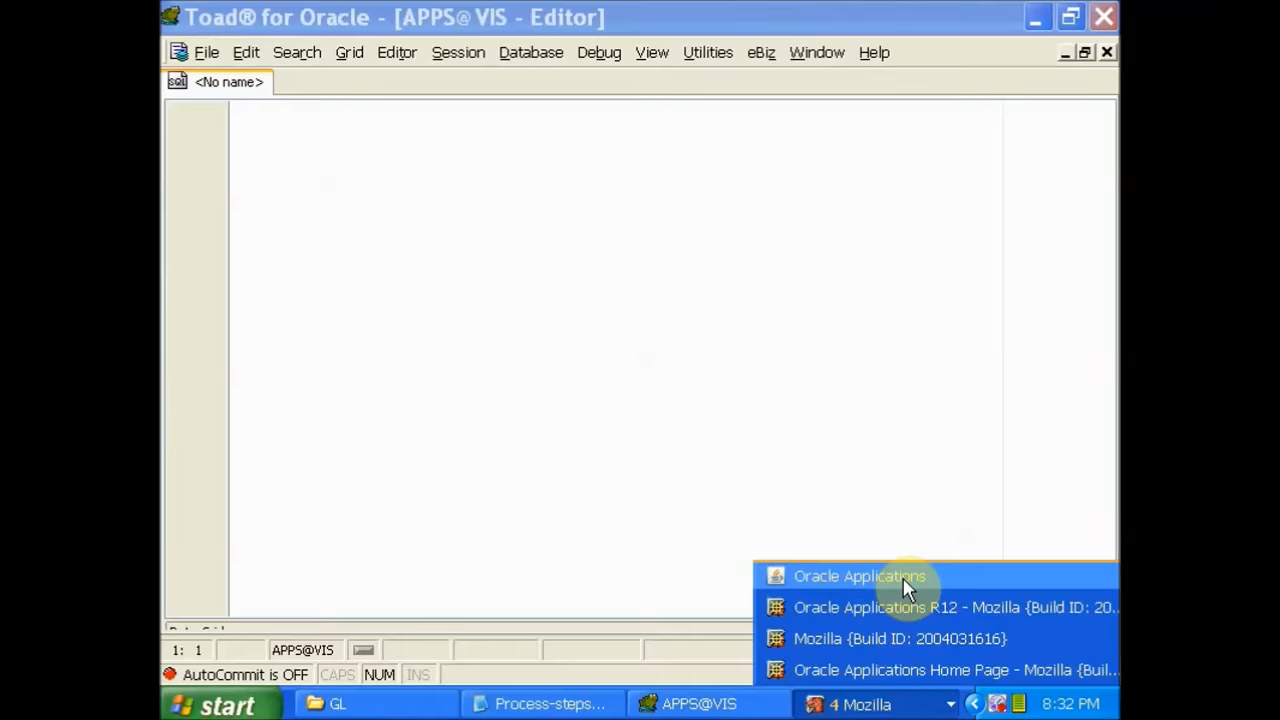 Toad® for Oracle - [APPS@VIS - Editor]
File Edit Search Grid Editor Session Database Debug View Utilities eBiz Window Help
sql <No name>
Oracle Applications
Oracle Applications R12 - Mozilla {Build ID: 20...
Mozilla {Build ID: 2004031616}
Oracle Applications Home Page - Mozilla {Buil...
1: 1 APPS@VIS
AutoCommit is OFF CAPS NUM INS
start GL Process-steps... APPS@VIS 4 Mozilla 8:32 PM